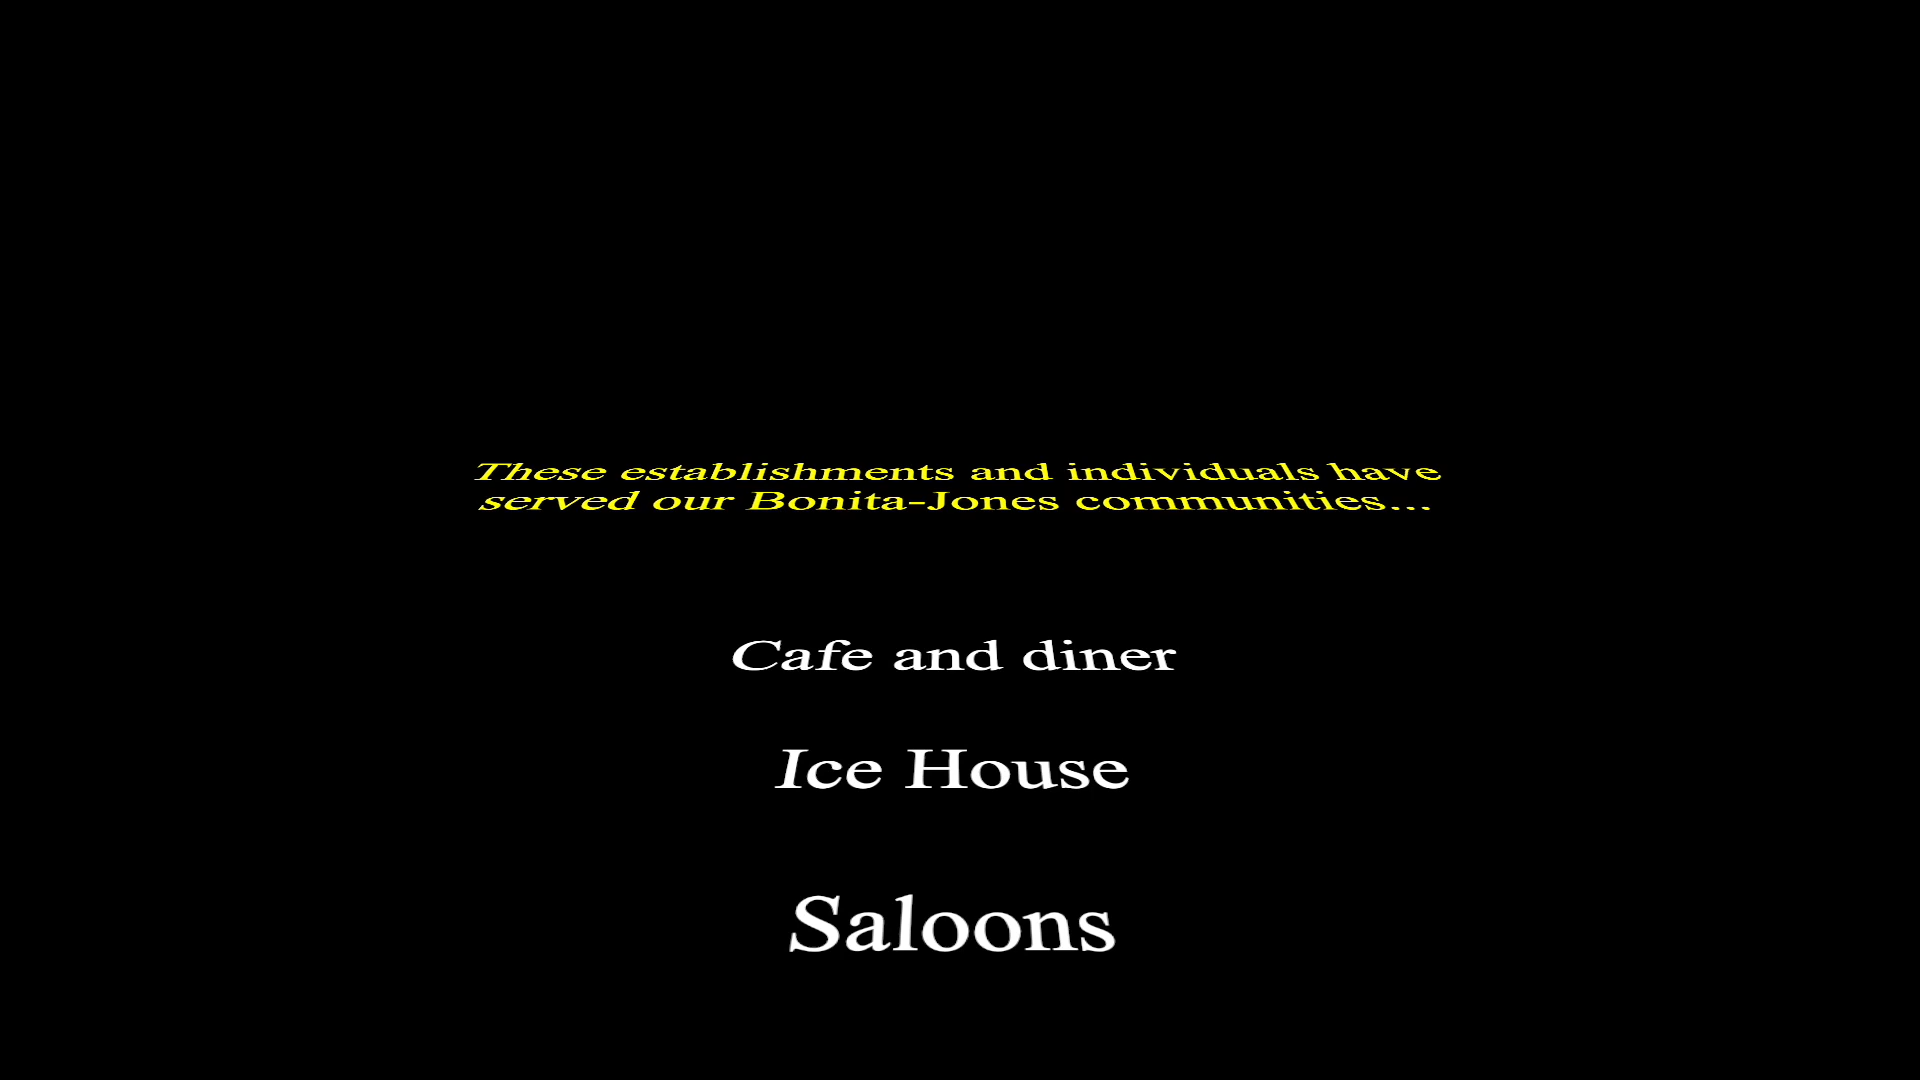 These establishments and individuals have
served our Bonita-Jones communities...
Cafe and diner
Ice House
Saloons